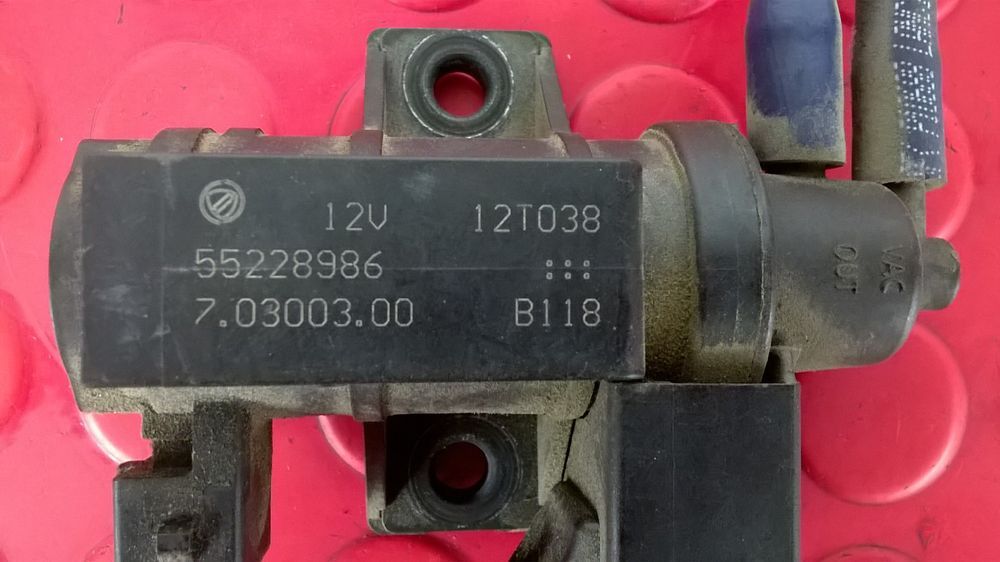 12V 12T038
55228986 :::
7.03003.00 B118
VAC
OUT